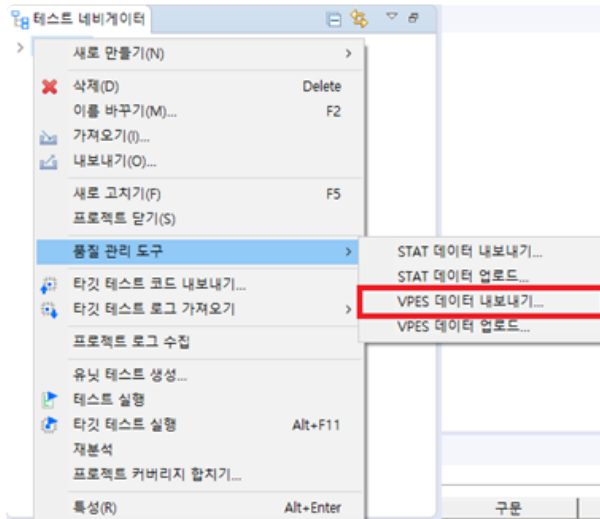 테스트 네비게이터
새로 만들기(N)
삭제(D) Delete
이름 바꾸기(M)... F2
가져오기(I)...
내보내기(O)...
새로 고치기(F) F5
프로젝트 닫기(S)
품질 관리 도구
STAT 데이터 내보내기...
STAT 데이터 업로드...
VPES 데이터 내보내기...
VPES 데이터 업로드...
타깃 테스트 코드 내보내기...
타깃 테스트 로그 가져오기
프로젝트 로그 수집
유닛 테스트 생성...
테스트 실행
타깃 테스트 실행 Alt+F11
재분석
프로젝트 커버리지 합치기...
특성(R) Alt+Enter
구문